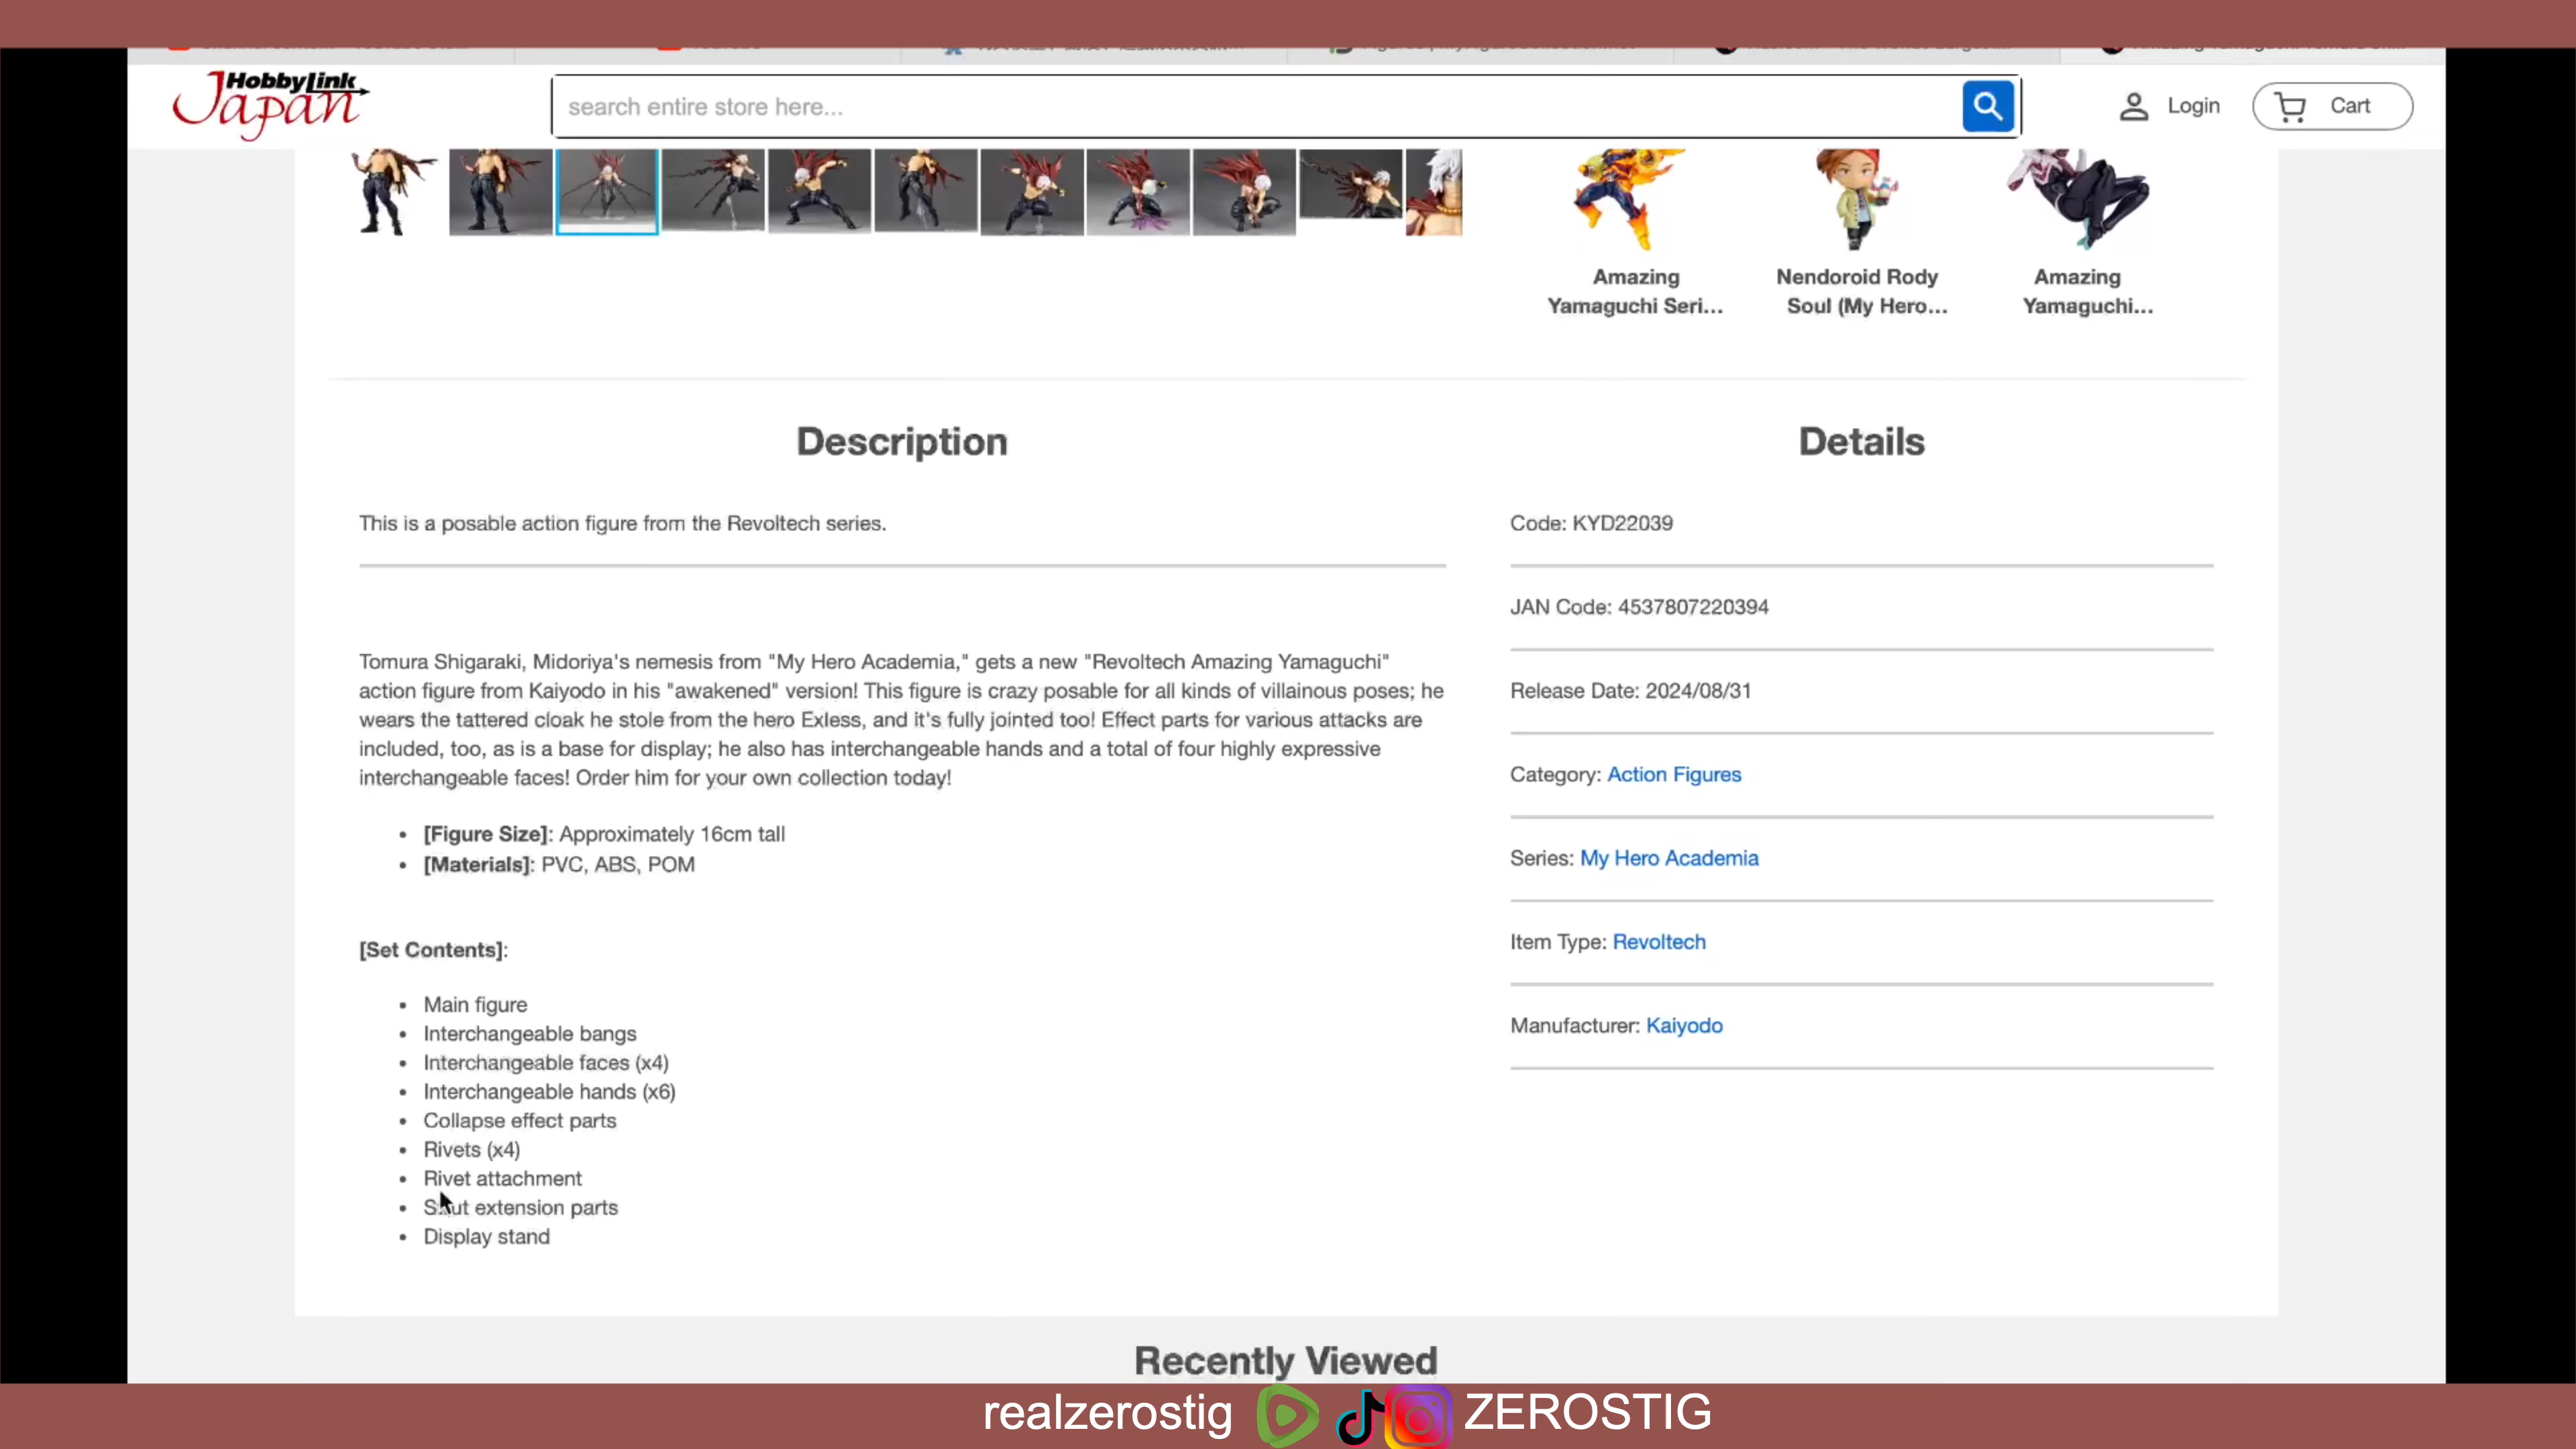 HobbyLink
Japan
search entire store here...
Login
Cart
Amazing
Yamaguchi Seri...
Nendoroid Rody
Soul (My Hero...
Amazing
Yamaguchi...
Description
This is a posable action figure from the Revoltech series.
Tomura Shigaraki, Midoriya's nemesis from "My Hero Academia," gets a new "Revoltech Amazing Yamaguchi"
action figure from Kaiyodo in his "awakened" version! This figure is crazy posable for all kinds of villainous poses; he
wears the tattered cloak he stole from the hero Exless, and it's fully jointed too! Effect parts for various attacks are
included, too, as is a base for display; he also has interchangeable hands and a total of four highly expressive
interchangeable faces! Order him for your own collection today!
• [Figure Size]: Approximately 16cm tall
• [Materials]: PVC, ABS, POM
[Set Contents]:
• Main figure
• Interchangeable bangs
• Interchangeable faces (x4)
• Interchangeable hands (x6)
• Collapse effect parts
• Rivets (x4)
• Rivet attachment
• extension parts
• Display stand
Details
Code: KYD22039
JAN Code: 4537807220394
Release Date: 2024/08/31
Category: Action Figures
Series: My Hero Academia
Item Type: Revoltech
Manufacturer: Kaiyodo
Recently Viewed
realzerostig
ZEROSTIG